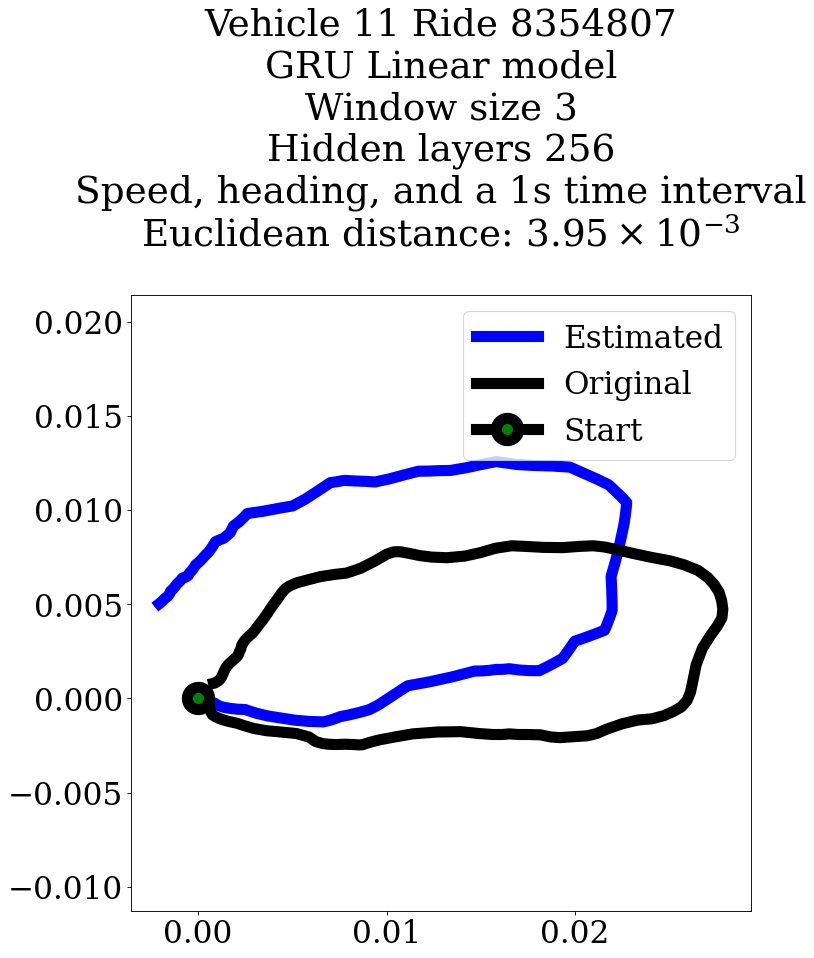 Vehicle 11 Ride 8354807
GRU Linear model
Window size 3
Hidden layers 256
Speed, heading, and a 1s time interval
Euclidean distance: 3.95 × 10⁻³
Estimated
Original
Start
0.020
0.015
0.010
0.005
0.000
−0.005
−0.010
0.00 0.01 0.02